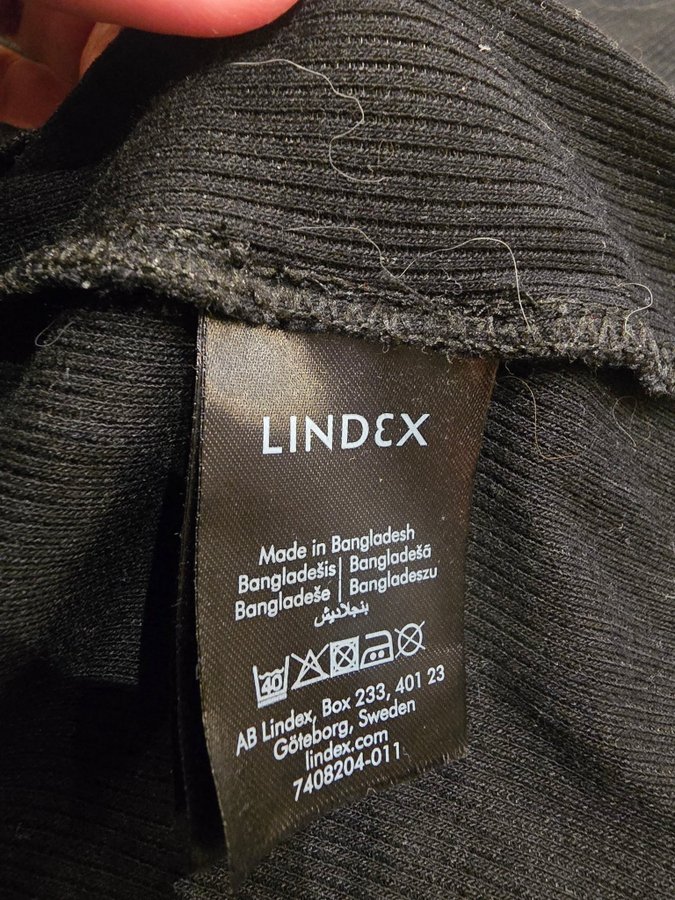 LINDEX
Made in Bangladesh
Bangladešis | Bangladešā
Bangladeše | Bangladeszu
بنجلاديش
40
AB Lindex, Box 233, 401 23
Göteborg, Sweden
lindex.com
7408204-011